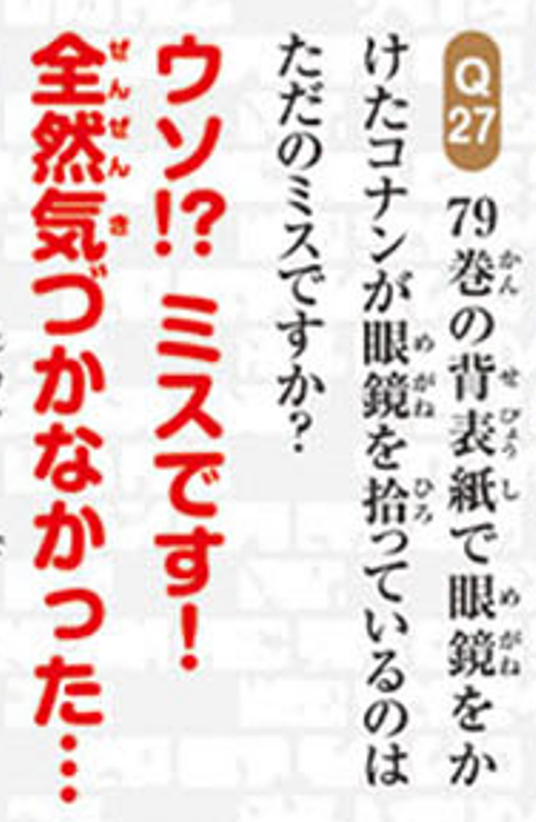 Q27
79巻の背表紙で眼鏡をか
けたコナンが眼鏡を拾っているのは
ただのミスですか?
ウソ!? ミスです!
全然気づかなかった…